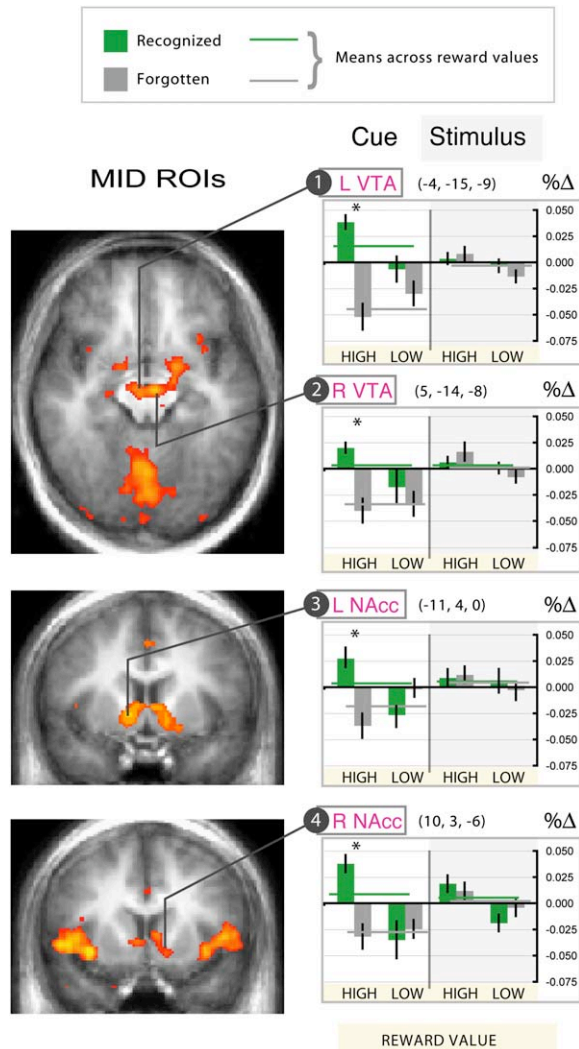 Recognized
Forgotten
Means across reward values
Cue Stimulus
MID ROIs
1 L VTA (-4, -15, -9) %Δ
*
0.050
0.025
0.000
-0.025
-0.050
-0.075
HIGH LOW HIGH LOW
2 R VTA (5, -14, -8) %Δ
*
0.050
0.025
0.000
-0.025
-0.050
-0.075
HIGH LOW HIGH LOW
3 L NAcc (-11, 4, 0) %Δ
*
0.050
0.025
0.000
-0.025
-0.050
-0.075
HIGH LOW HIGH LOW
4 R NAcc (10, 3, -6) %Δ
*
0.050
0.025
0.000
-0.025
-0.050
-0.075
HIGH LOW HIGH LOW
REWARD VALUE